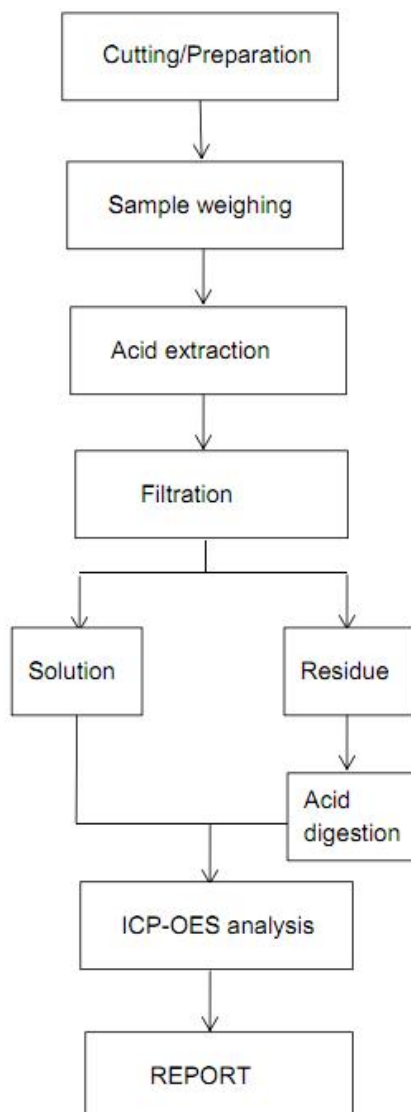 Cutting/Preparation
Sample weighing
Acid extraction
Filtration
Solution
Residue
Acid
digestion
ICP-OES analysis
REPORT